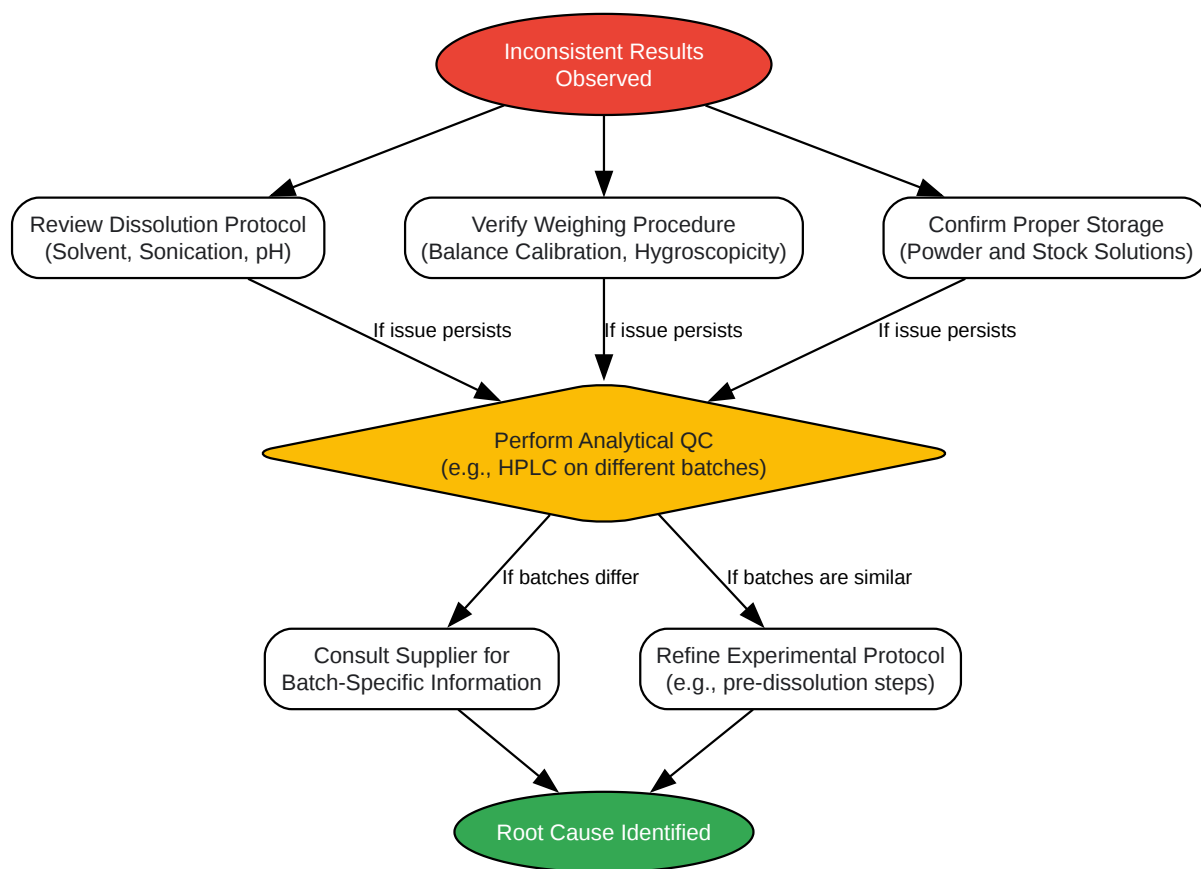 Inconsistent Results
Observed
Review Dissolution Protocol
(Solvent, Sonication, pH)
Verify Weighing Procedure
(Balance Calibration, Hygroscopicity)
Confirm Proper Storage
(Powder and Stock Solutions)
If issue persists
If issue persists
If issue persists
Perform Analytical QC
(e.g., HPLC on different batches)
If batches differ
If batches are similar
Consult Supplier for
Batch-Specific Information
Refine Experimental Protocol
(e.g., pre-dissolution steps)
Root Cause Identified